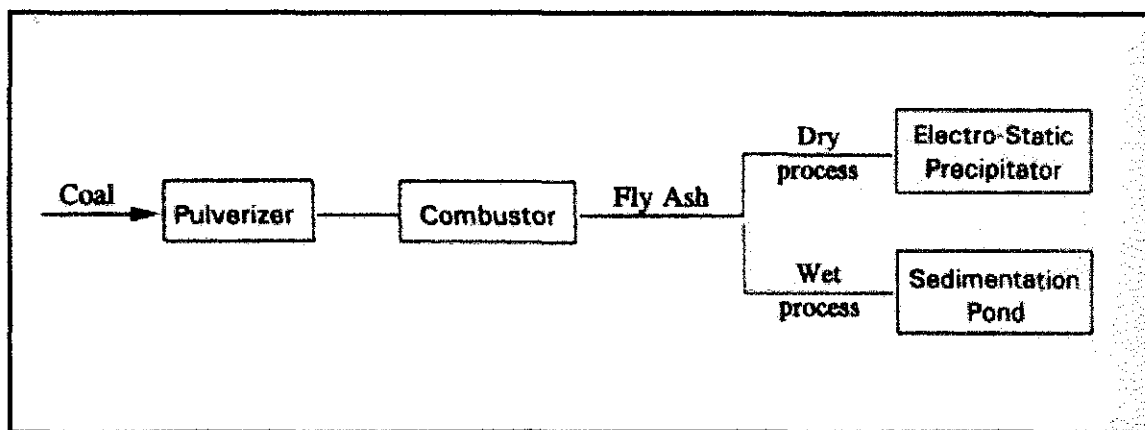 Coal
Pulverizer
Combustor
Fly Ash
Dry
process
Electro-Static
Precipitator
Wet
process
Sedimentation
Pond